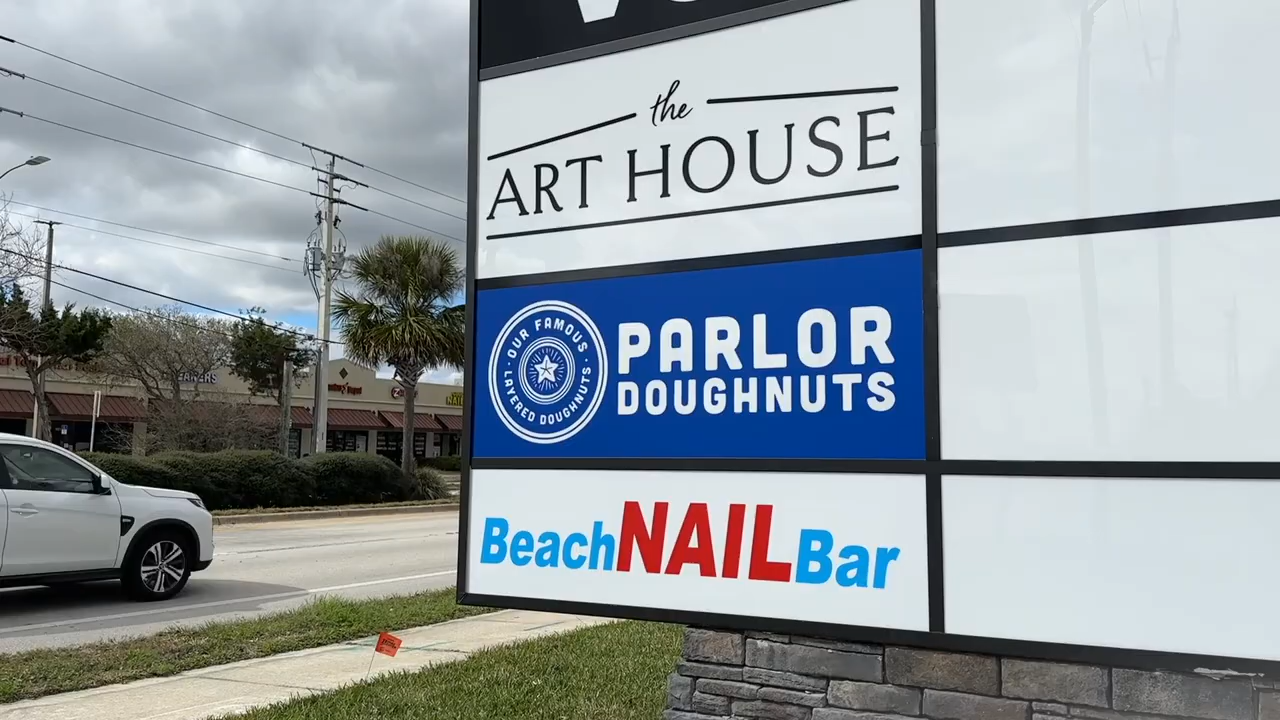 the
ART HOUSE
OUR FAMOUS
LAYERED DOUGHNUTS
PARLOR
DOUGHNUTS
BeachNAILBar